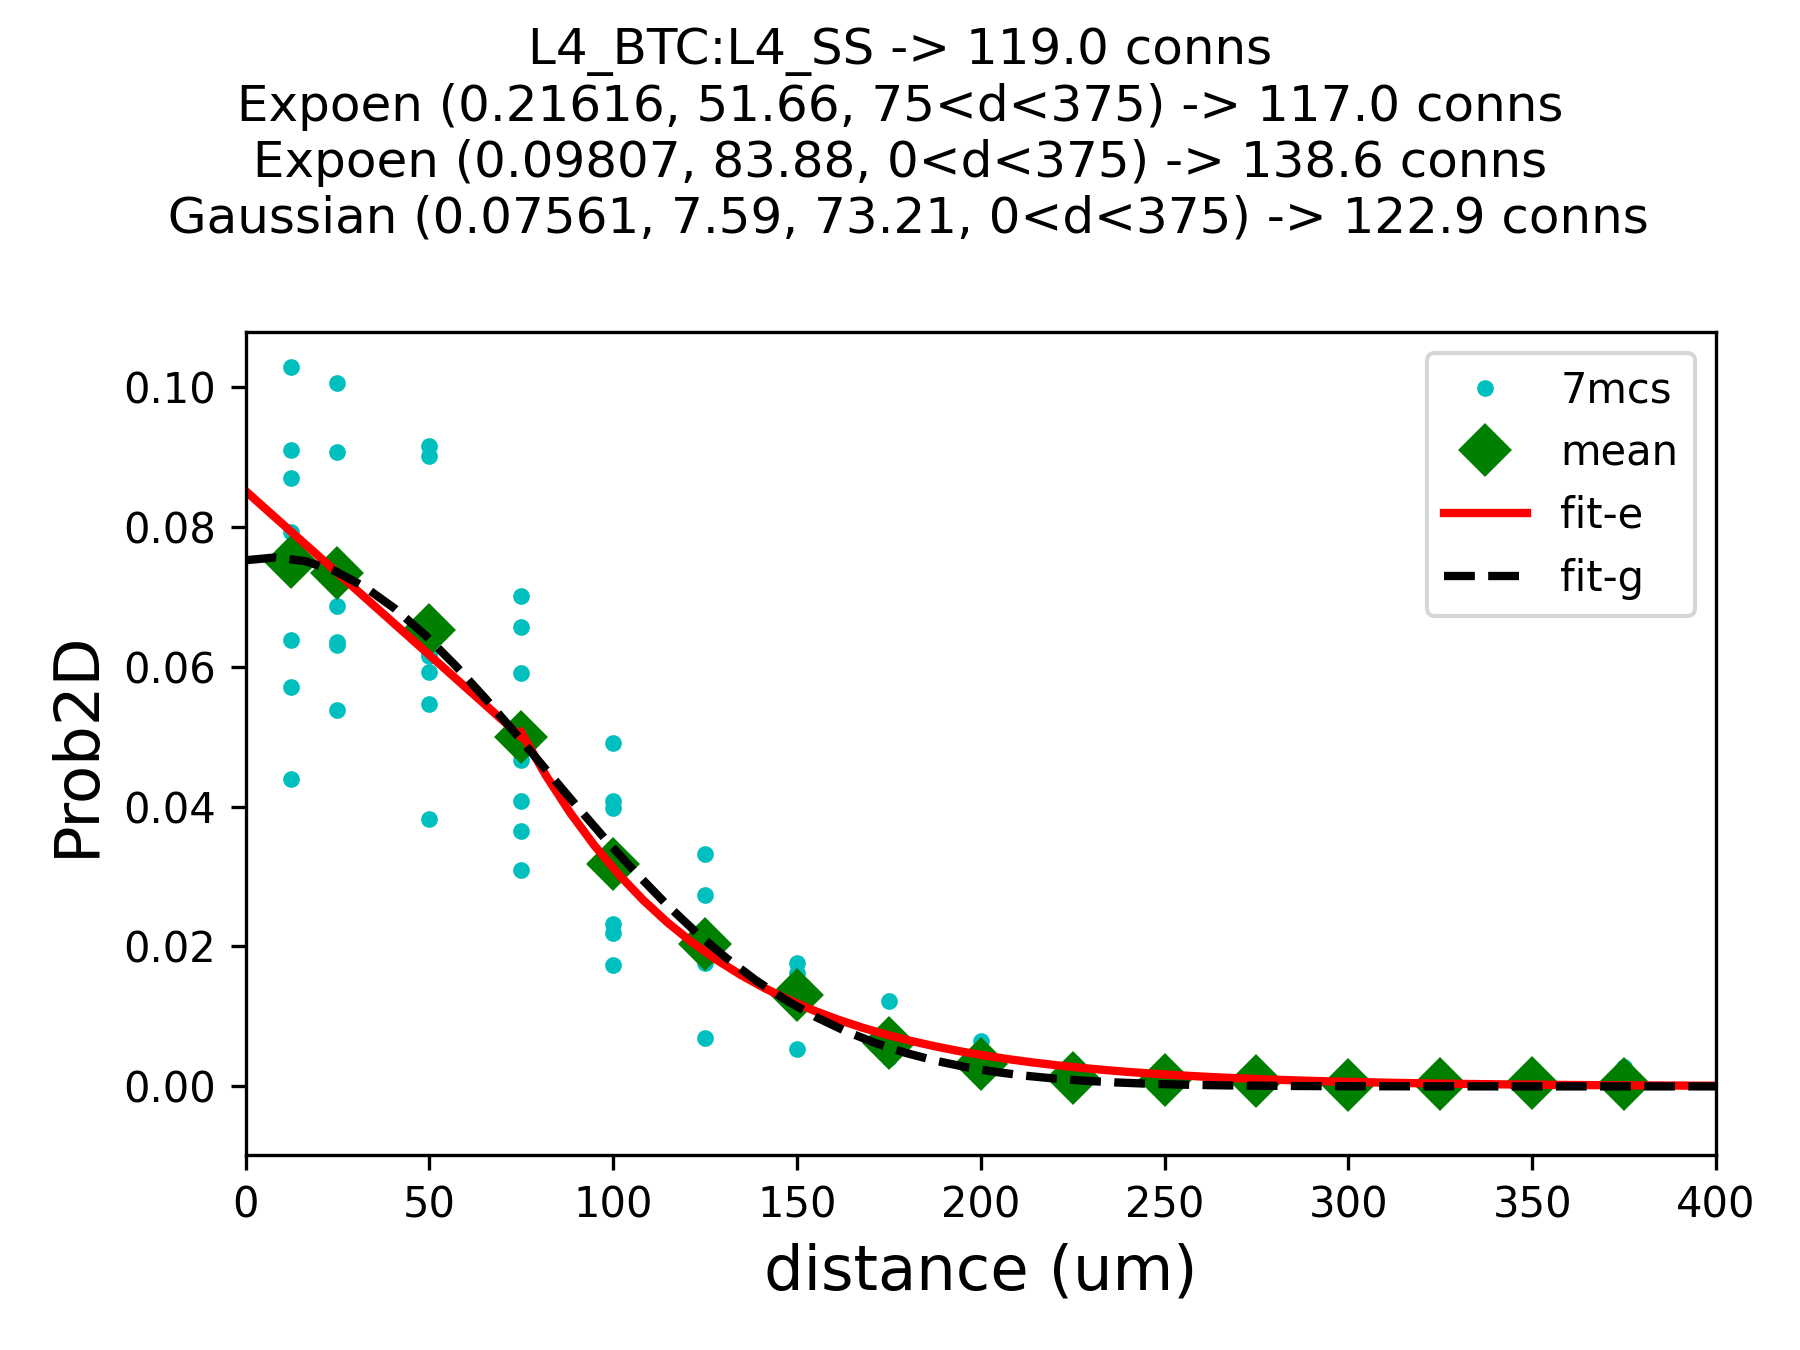 L4_BTC:L4_SS -> 119.0 conns
Expoen (0.21616, 51.66, 75<d<375) -> 117.0 conns
Expoen (0.09807, 83.88, 0<d<375) -> 138.6 conns
Gaussian (0.07561, 7.59, 73.21, 0<d<375) -> 122.9 conns
7mcs
mean
fit-e
fit-g
Prob2D
0.10
0.08
0.06
0.04
0.02
0.00
0 50 100 150 200 250 300 350 400
distance (um)